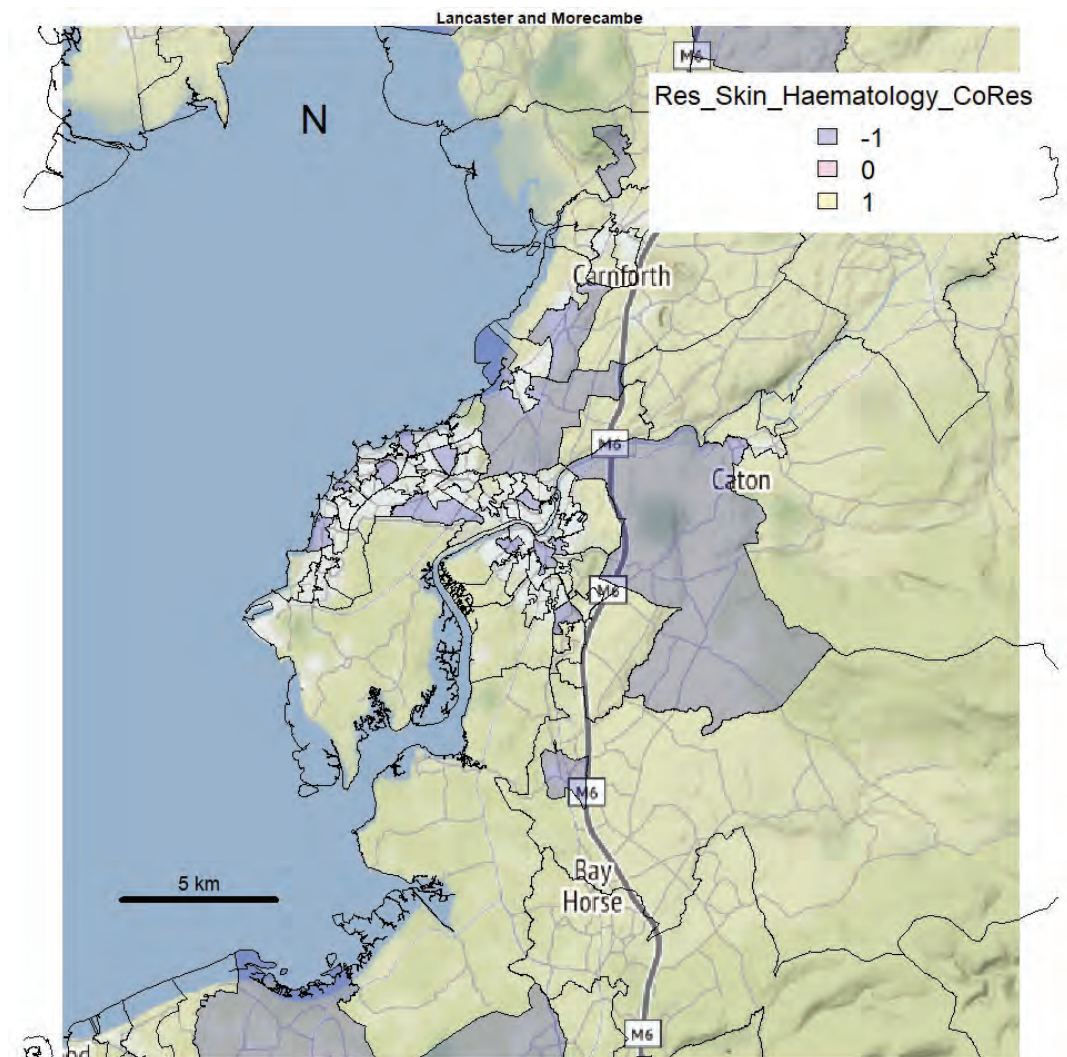 Lancaster and Morecambe
M6
N
Res_Skin_Haematology_CoRes
-1
0
1
Carnforth
M6
Caton
M6
M6
Bay
Horse
5 km
M6